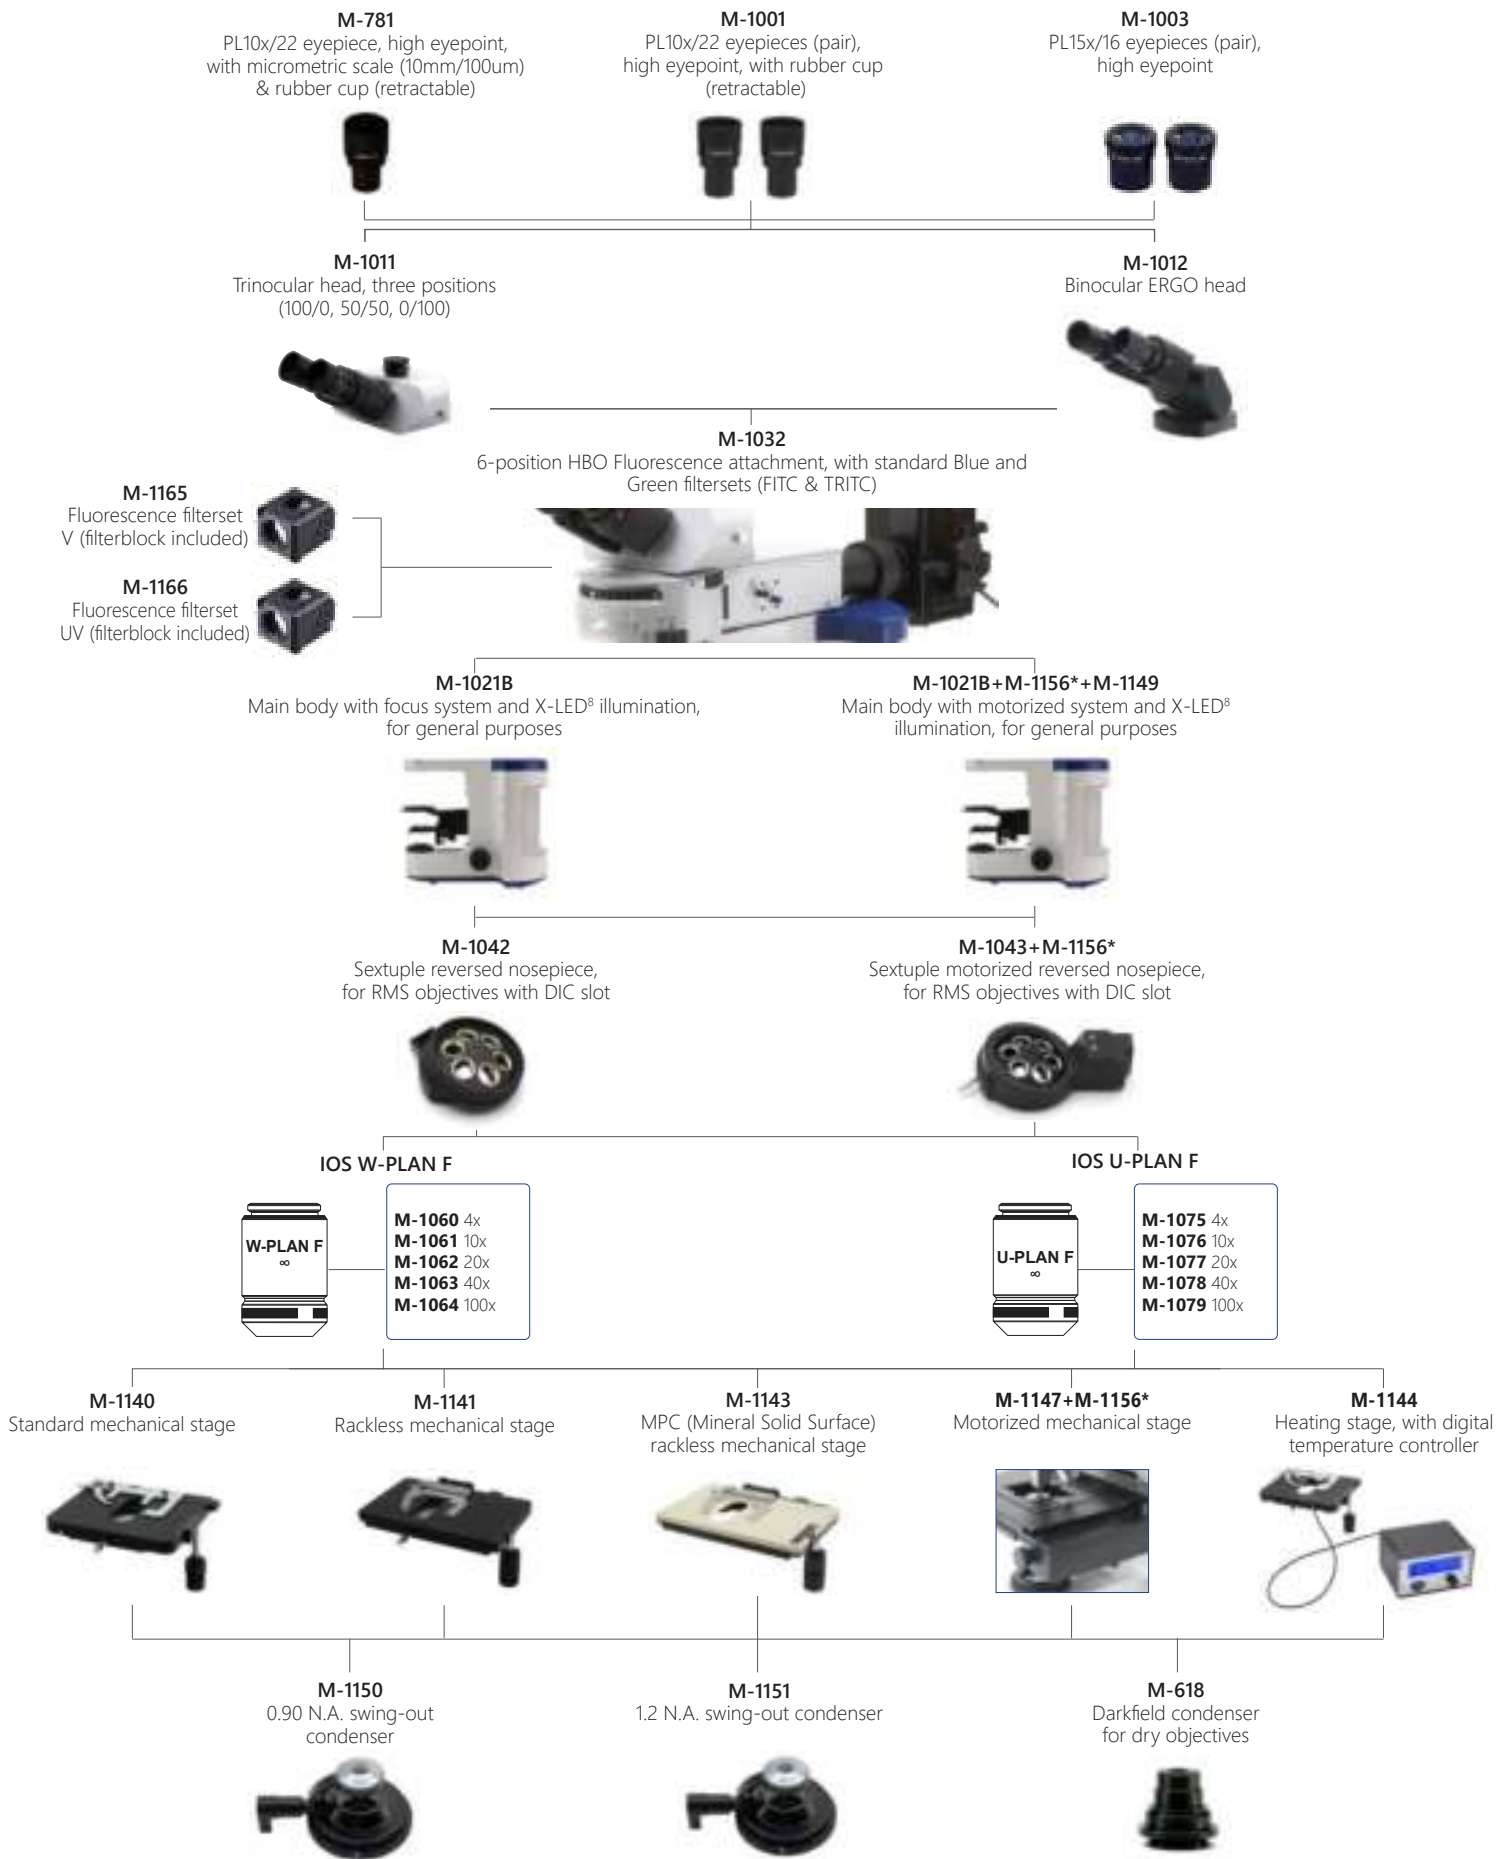 M-781
PL10x/22 eyepiece, high eyepoint,
with micrometric scale (10mm/100um)
& rubber cup (retractable)
M-1001
PL10x/22 eyepieces (pair),
high eyepoint, with rubber cup
(retractable)
M-1003
PL15x/16 eyepieces (pair),
high eyepoint
M-1011
Trinocular head, three positions
(100/0, 50/50, 0/100)
M-1012
Binocular ERGO head
M-1032
6-position HBO Fluorescence attachment, with standard Blue and
Green filtersets (FITC & TRITC)
M-1165
Fluorescence filterset
V (filterblock included)
M-1166
Fluorescence filterset
UV (filterblock included)
M-1021B
Main body with focus system and X-LED⁸ illumination,
for general purposes
M-1021B+M-1156*+M-1149
Main body with motorized system and X-LED⁸
illumination, for general purposes
M-1042
Sextuple reversed nosepiece,
for RMS objectives with DIC slot
M-1043+M-1156*
Sextuple motorized reversed nosepiece,
for RMS objectives with DIC slot
IOS W-PLAN F
W-PLAN F
∞
M-1060 4x
M-1061 10x
M-1062 20x
M-1063 40x
M-1064 100x
IOS U-PLAN F
U-PLAN F
∞
M-1075 4x
M-1076 10x
M-1077 20x
M-1078 40x
M-1079 100x
M-1140
Standard mechanical stage
M-1141
Rackless mechanical stage
M-1143
MPC (Mineral Solid Surface)
rackless mechanical stage
M-1147+M-1156*
Motorized mechanical stage
M-1144
Heating stage, with digital
temperature controller
M-1150
0.90 N.A. swing-out
condenser
M-1151
1.2 N.A. swing-out condenser
M-618
Darkfield condenser
for dry objectives